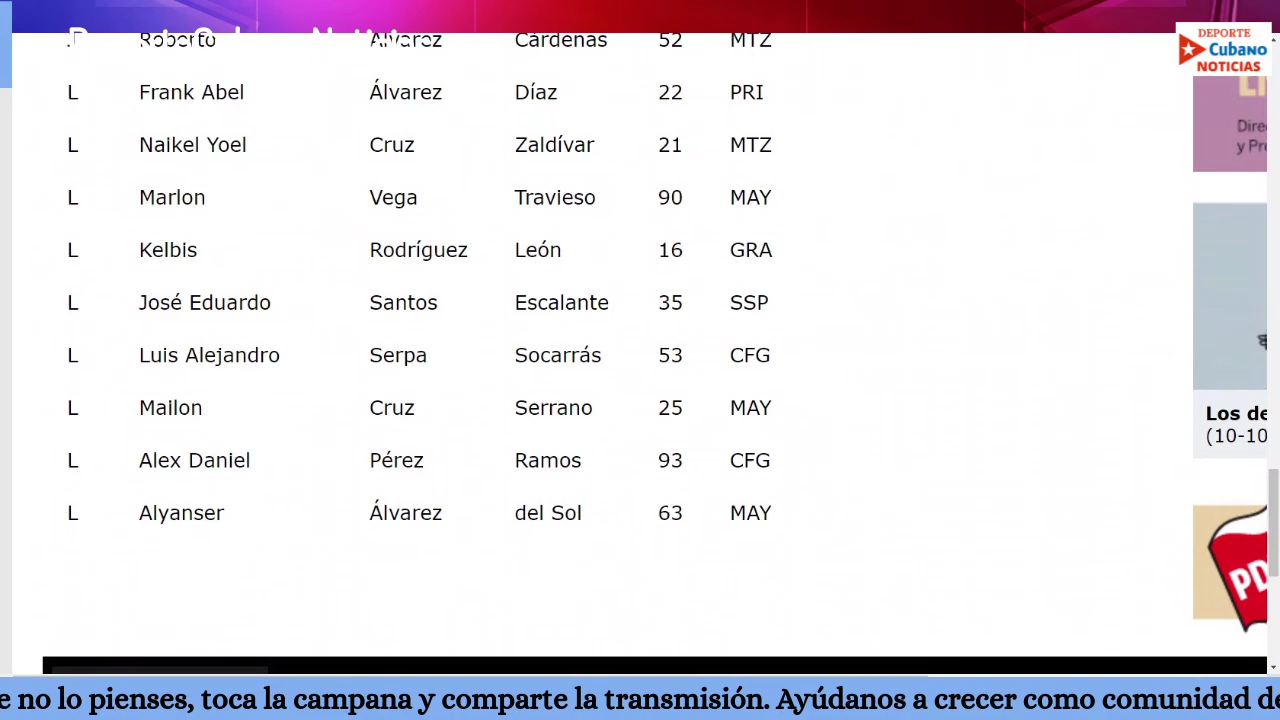 DEPORTE
Cubano
NOTICIAS
Roberto Álvarez Cárdenas 52 MTZ
L Frank Abel Álvarez Díaz 22 PRI
Dire
L Naikel Yoel Cruz Zaldívar 21 MTZ
y Pr
L Marlon Vega Travieso 90 MAY
L Kelbis Rodríguez León 16 GRA
L José Eduardo Santos Escalante 35 SSP
L Luis Alejandro Serpa Socarrás 53 CFG
L Mailon Cruz Serrano 25 MAY
Los de
(10-10
L Alex Daniel Pérez Ramos 93 CFG
L Alyanser Álvarez del Sol 63 MAY
PD
e no lo pienses, toca la campana y comparte la transmisión. Ayúdanos a crecer como comunidad de